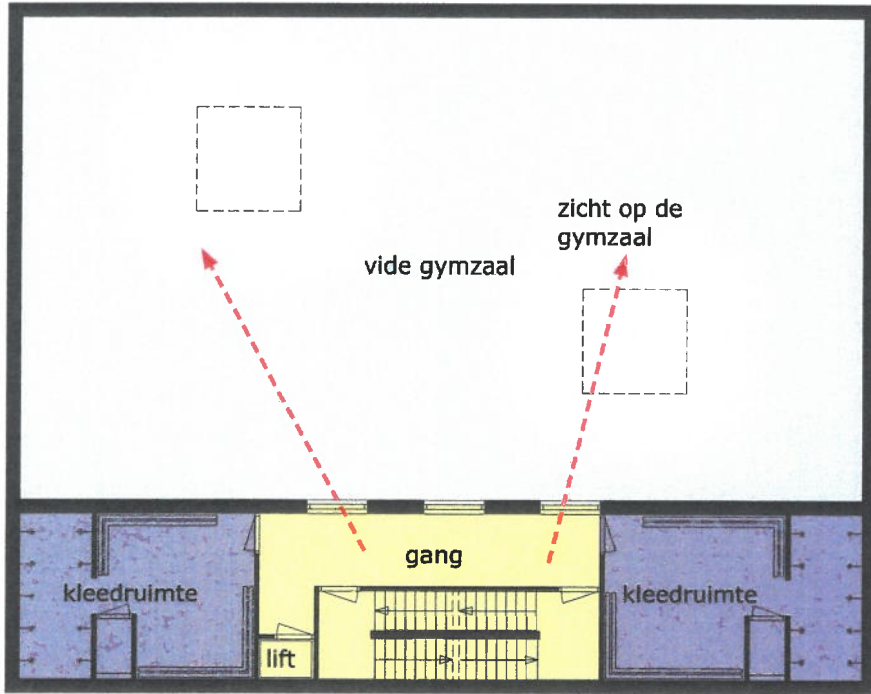 zicht op de
gymzaal
vide gymzaal
gang
kleedruimte
kleedruimte
lift